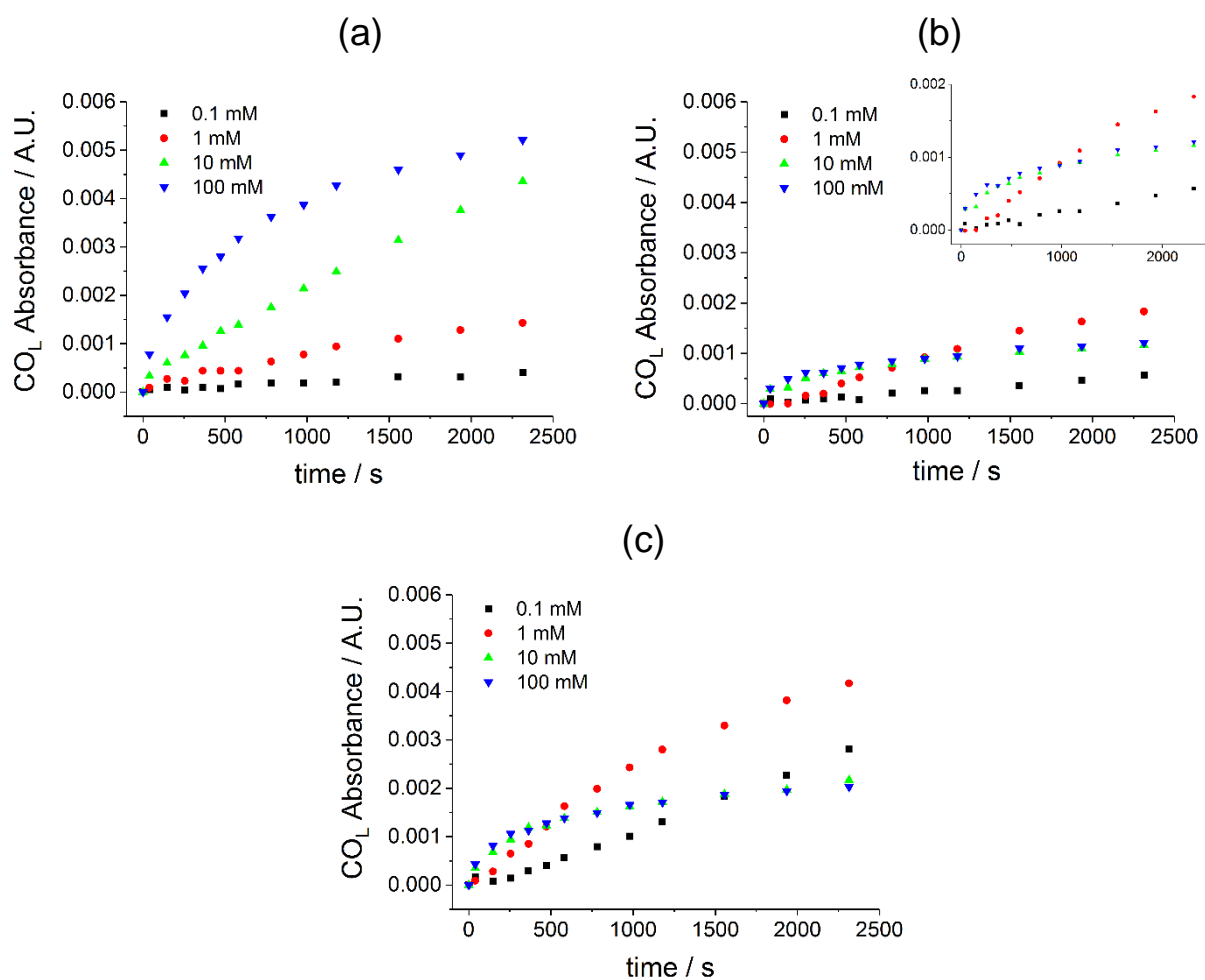 (a)
CO_L Absorbance / A.U.
0.006
0.005
0.004
0.003
0.002
0.001
0.000
0.1 mM
1 mM
10 mM
100 mM
0 500 1000 1500 2000 2500
time / s
(b)
CO_L Absorbance / A.U.
0.006
0.005
0.004
0.003
0.002
0.001
0.000
0.1 mM
1 mM
10 mM
100 mM
0.002
0.001
0.000
0 1000 2000
0 500 1000 1500 2000 2500
time / s
(c)
CO_L Absorbance / A.U.
0.006
0.005
0.004
0.003
0.002
0.001
0.000
0.1 mM
1 mM
10 mM
100 mM
0 500 1000 1500 2000 2500
time / s